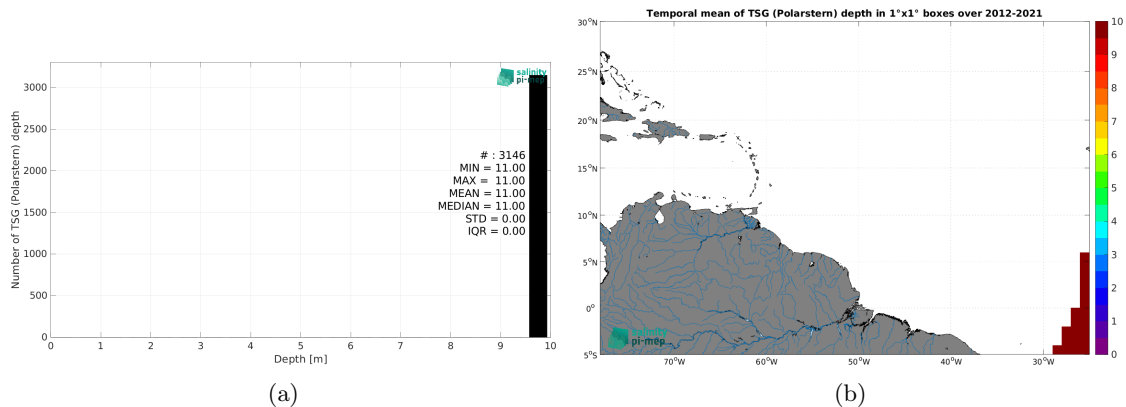 salinity
pi-mep
3000
2500
2000
1500
1000
500
0
Number of TSG (Polarstern) depth
# : 3146
MIN = 11.00
MAX = 11.00
MEAN = 11.00
MEDIAN = 11.00
STD = 0.00
IQR = 0.00
0 1 2 3 4 5 6 7 8 9 10
Depth [m]
(a)
Temporal mean of TSG (Polarstern) depth in 1°x1° boxes over 2012-2021
30°N
25°N
20°N
15°N
10°N
5°N
0°
5°S
salinity
pi-mep
70°W 60°W 50°W 40°W 30°W
10
9
8
7
6
5
4
3
2
1
0
(b)